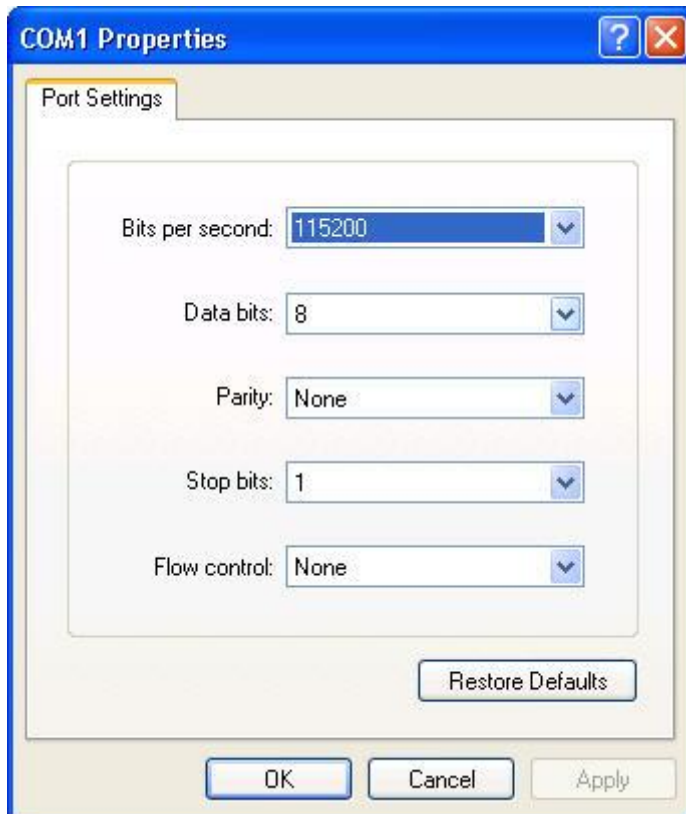 COM1 Properties
Port Settings
Bits per second: 115200
Data bits: 8
Parity: None
Stop bits: 1
Flow control: None
Restore Defaults
OK Cancel Apply